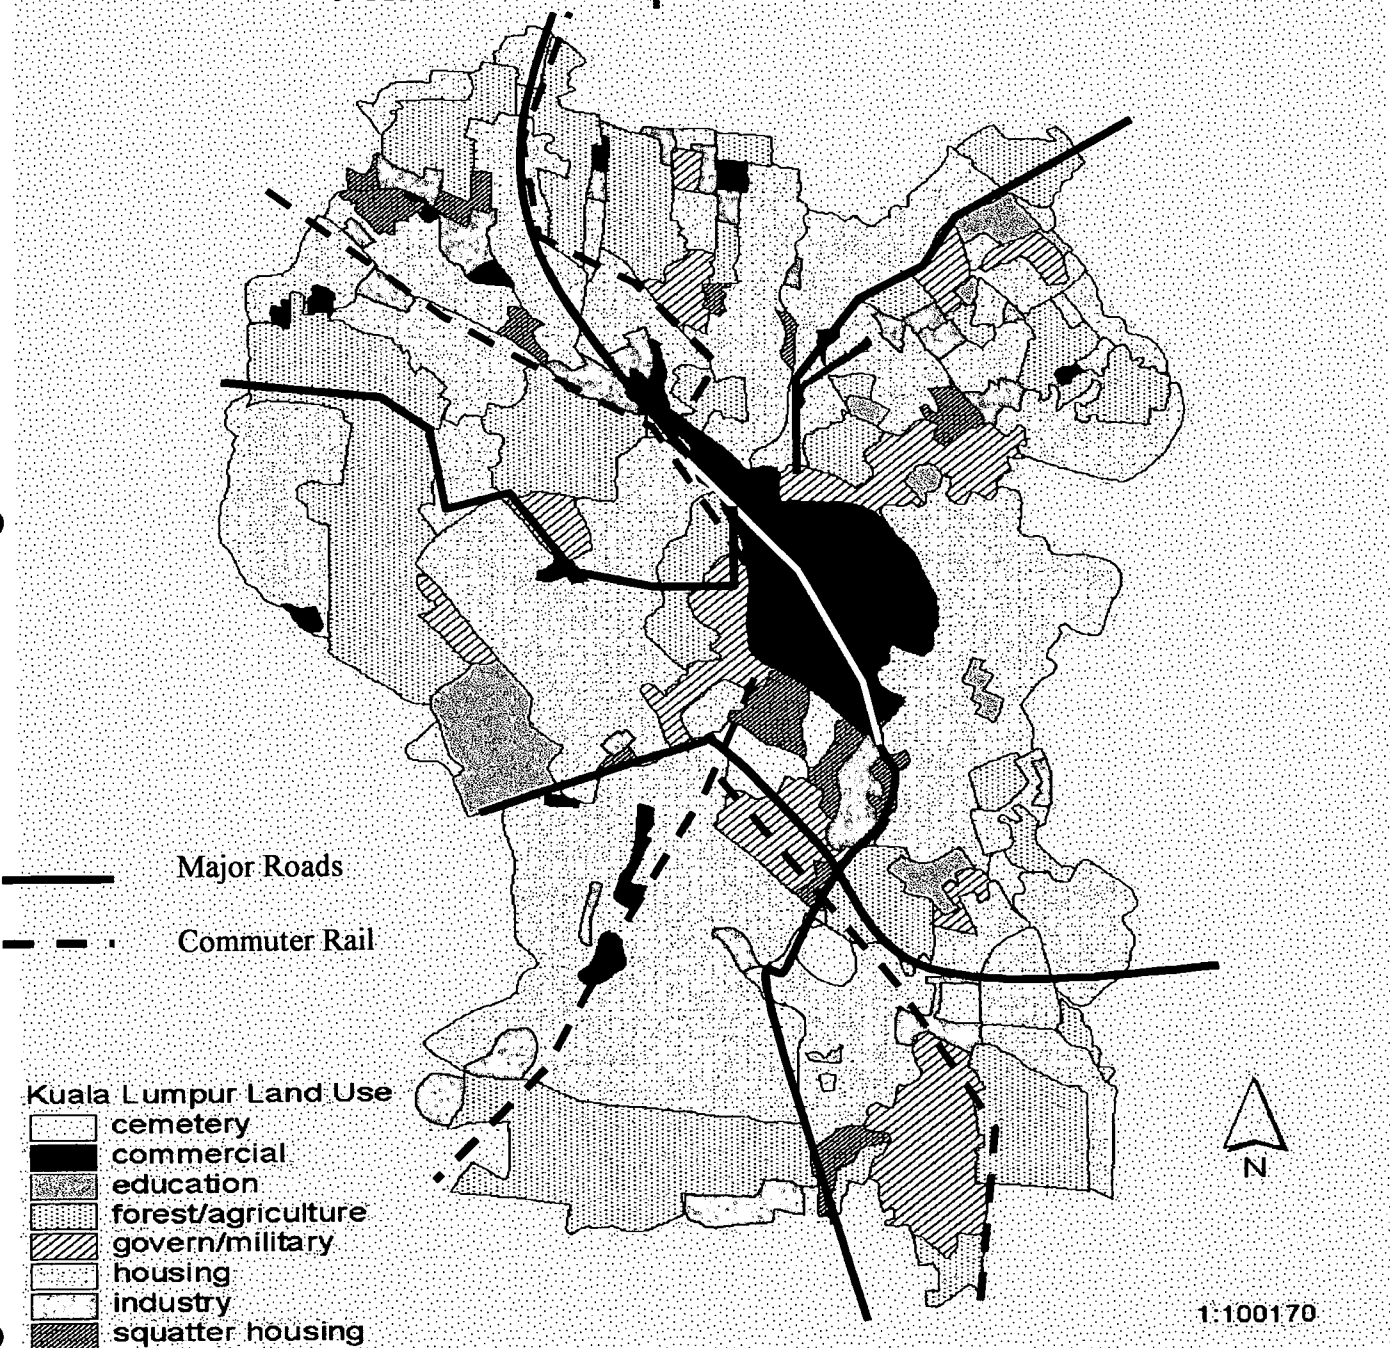 Major Roads
Commuter Rail
Kuala Lumpur Land Use
cemetery
commercial
education
forest/agriculture
govern/military
housing
industry
squatter housing
N
1:100170